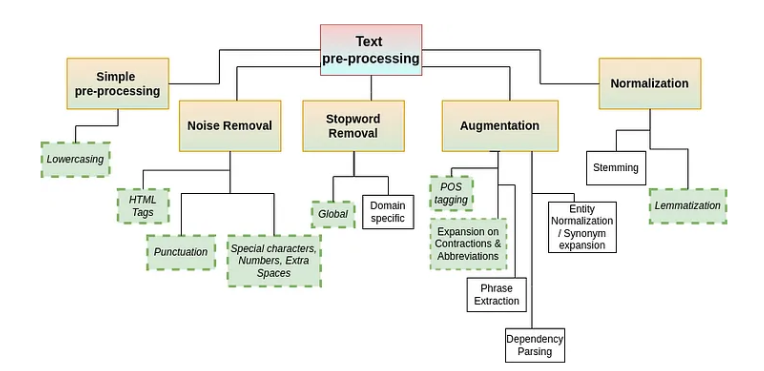 Text
pre-processing
Simple
pre-processing
Noise Removal
Stopword
Removal
Augmentation
Normalization
Lowercasing
HTML
Tags
Punctuation
Special characters,
Numbers, Extra
Spaces
Global
Domain
specific
POS
tagging
Expansion on
Contractions &
Abbreviations
Phrase
Extraction
Dependency
Parsing
Entity
Normalization
/ Synonym
expansion
Stemming
Lemmatization